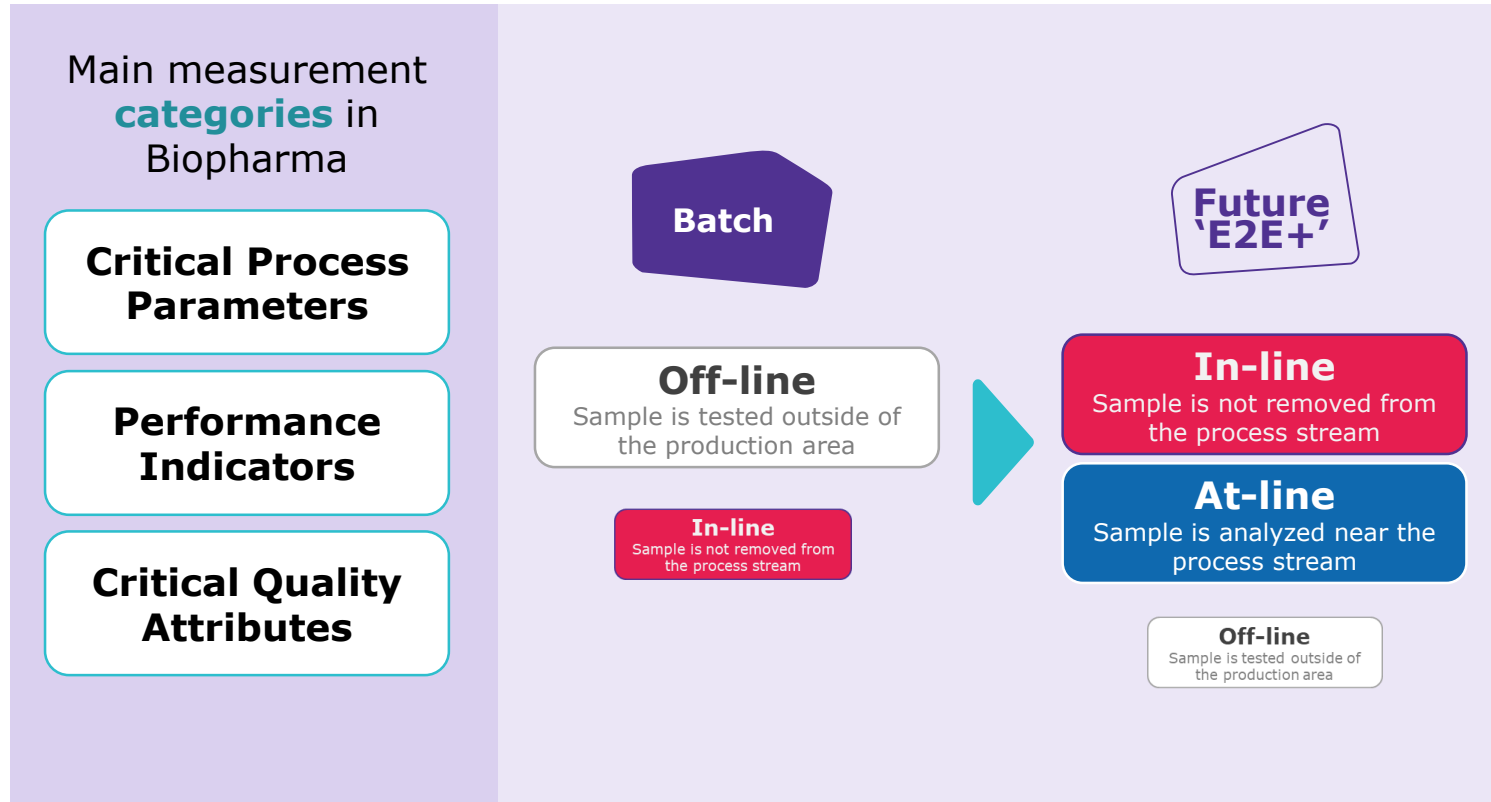 Main measurement
categories in
Biopharma
Critical Process
Parameters
Performance
Indicators
Critical Quality
Attributes
Batch
Off-line
Sample is tested outside of
the production area
In-line
Sample is not removed from
the process stream
Future
‘E2E+’
In-line
Sample is not removed from
the process stream
At-line
Sample is analyzed near the
process stream
Off-line
Sample is tested outside of
the production area